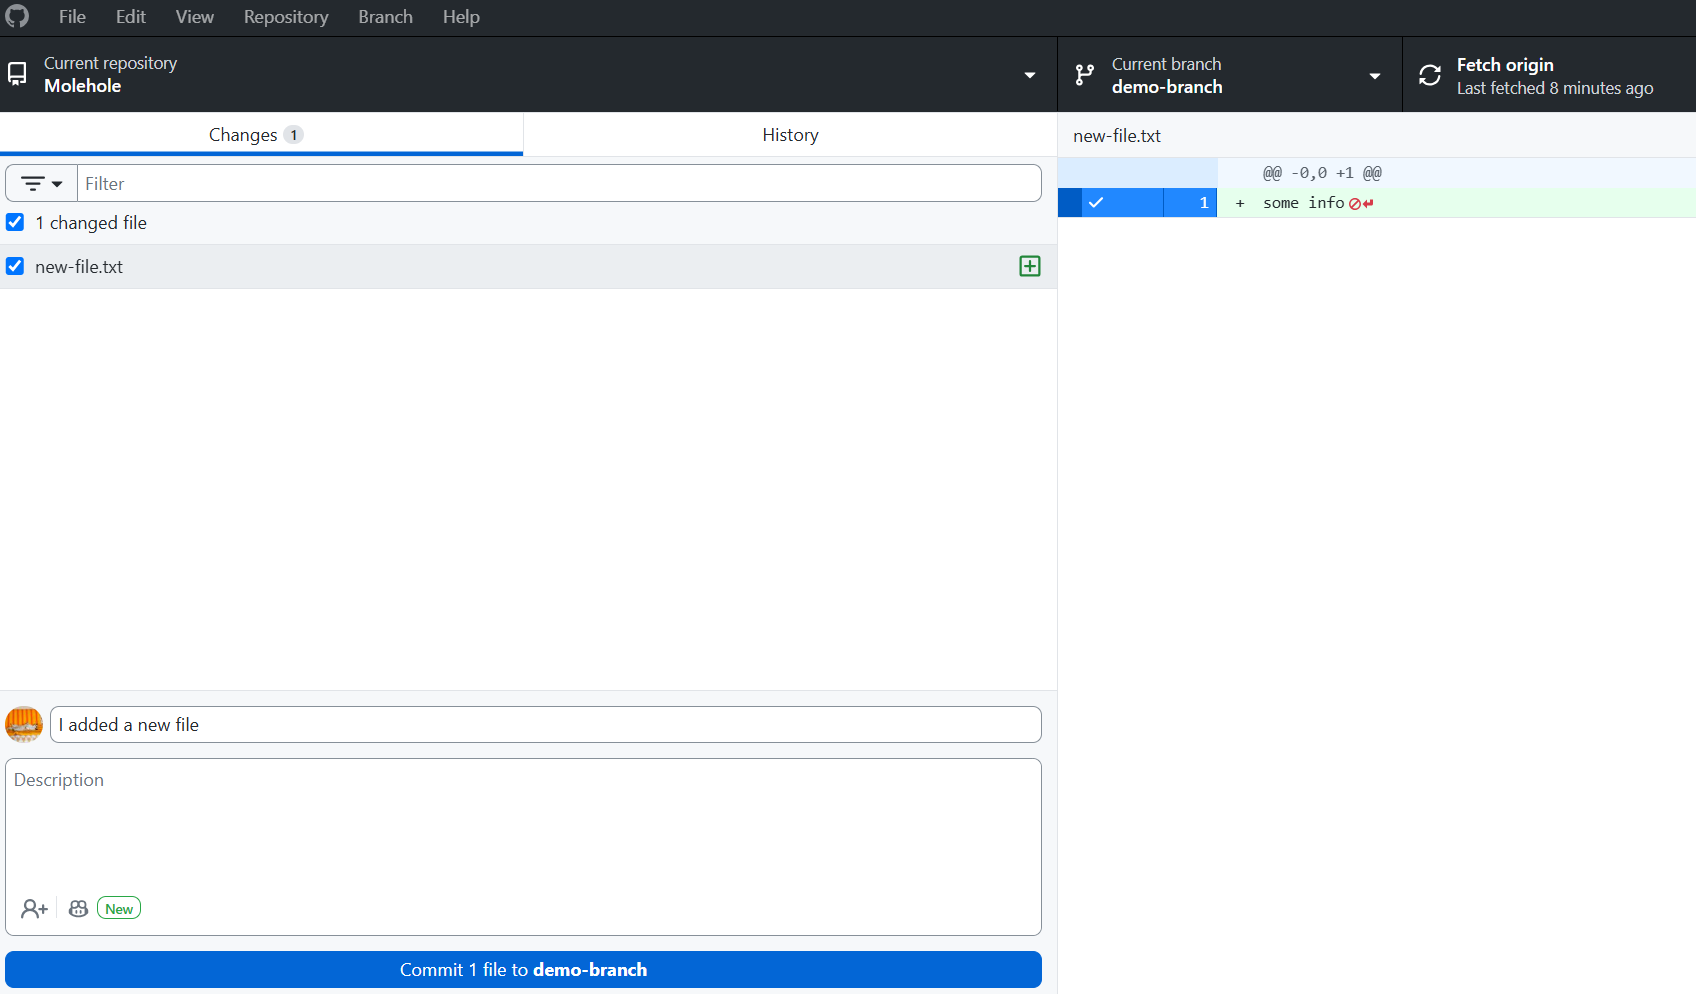 File Edit View Repository Branch Help
Current repository
Molehole
Current branch
demo-branch
Fetch origin
Last fetched 8 minutes ago
Changes 1
History
Filter
1 changed file
new-file.txt
I added a new file
Description
New
Commit 1 file to demo-branch
new-file.txt
@@ -0,0 +1 @@
1 + some info